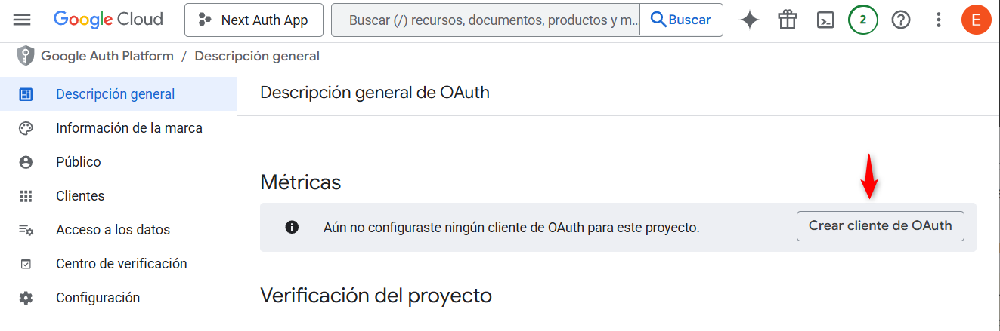 Google Cloud
Next Auth App
Buscar (/) recursos, documentos, productos y m...
Buscar
2
E
Google Auth Platform / Descripción general
Descripción general
Información de la marca
Público
Clientes
Acceso a los datos
Centro de verificación
Configuración
Descripción general de OAuth
Métricas
Aún no configuraste ningún cliente de OAuth para este proyecto.
Crear cliente de OAuth
Verificación del proyecto